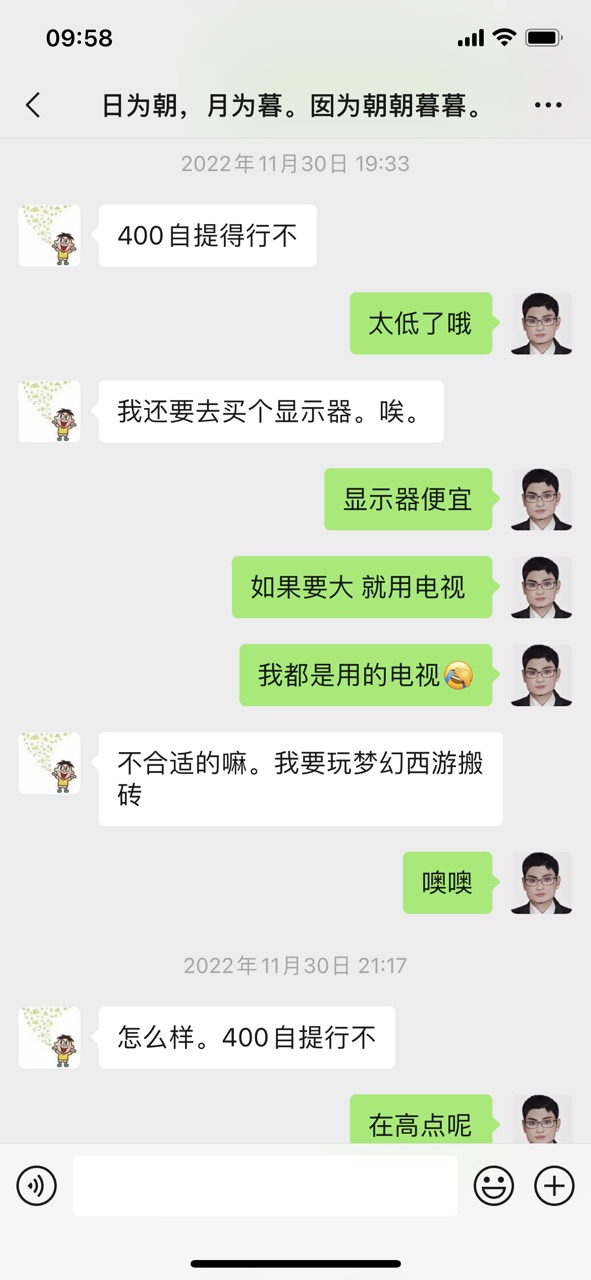 09:58
日为朝，月为暮。囡为朝朝暮暮。
2022年11月30日 19:33
400自提得行不
太低了哦
我还要去买个显示器。唉。
显示器便宜
如果要大 就用电视
我都是用的电视🤣
不合适的嘛。我要玩梦幻西游搬
砖
噢噢
2022年11月30日 21:17
怎么样。400自提行不
在高点呢